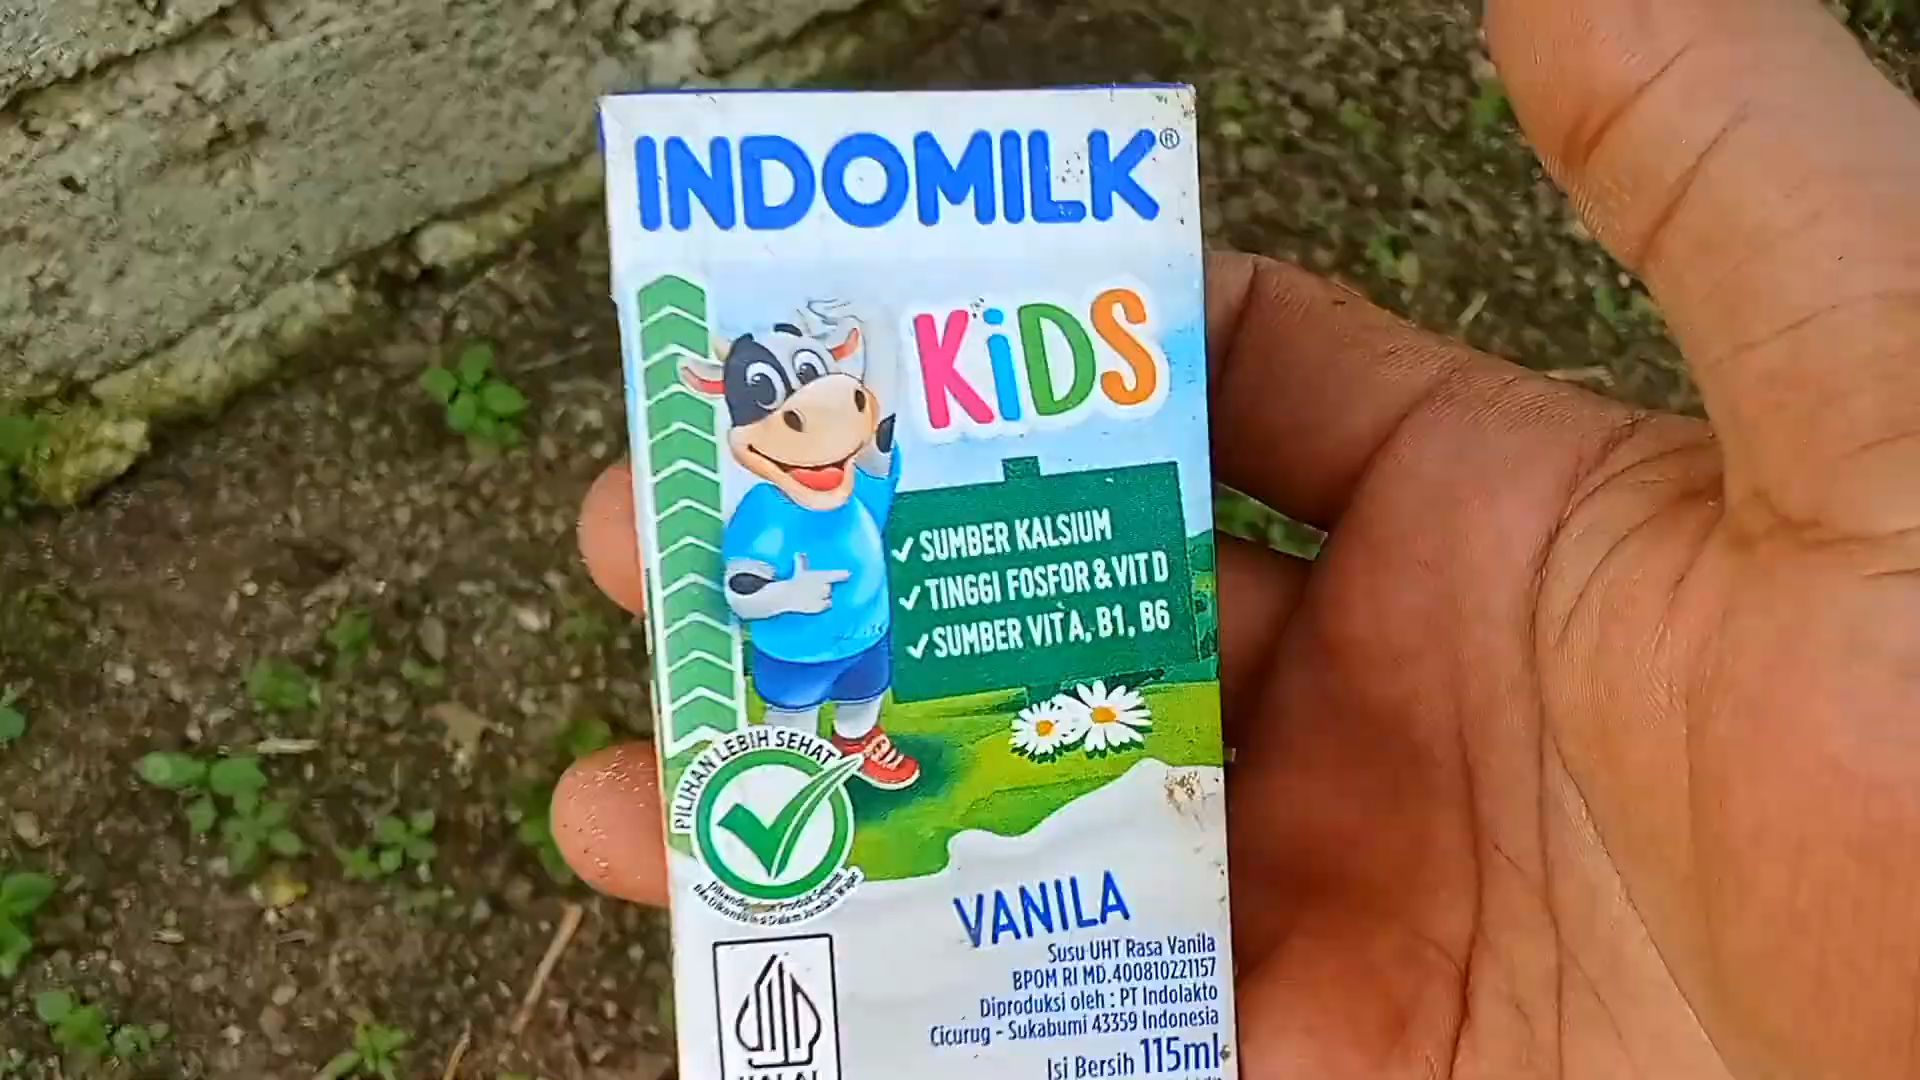 INDOMILK®
KiDS
✓ SUMBER KALSIUM
✓ TINGGI FOSFOR & VIT D
✓ SUMBER VIT A, B1, B6
PILIHAN LEBIH SEHAT
VANILA
Susu UHT Rasa Vanila
BPOM RI MD.400810221157
Diproduksi oleh : PT Indolakto
Cicurug - Sukabumi 43359 Indonesia
Isi Bersih 115ml